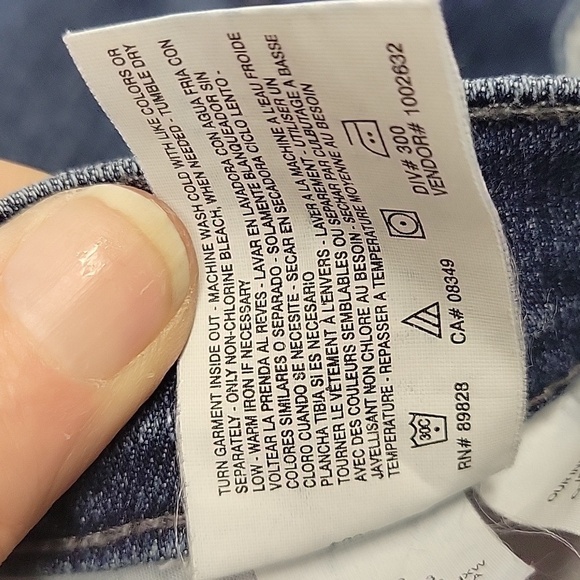 TURN GARMENT INSIDE OUT - MACHINE WASH COLD WITH LIKE COLORS OR
SEPARATELY - ONLY NON-CHLORINE BLEACH, WHEN NEEDED - TUMBLE DRY
LOW - WARM IRON IF NECESSARY
VOLTEAR LA PRENDA AL REVES - LAVAR EN LAVADORA CON AGUA FRIA CON
COLORES SIMILARES O SEPARADO - SOLAMENTE BLANQUEADOR SIN
CLORO CUANDO SE NECESITE - SECAR EN SECADORA CICLO LENTO -
PLANCHA TIBIA SI ES NECESARIO
TOURNER LE VÊTEMENT À L'ENVERS - LAVER À LA MACHINE À L'EAU FROIDE
AVEC DES COULEURS SEMBLABLES OU SÉPARÉMENT - UTILISER UN
JAVELLISANT NON CHLORÉ AU BESOIN - SÉCHER PAR CULBUTAGE À BASSE
TEMPÉRATURE - REPASSER À TEMPÉRATURE MOYENNE AU BESOIN
30C
RN# 89828
CA# 08349
DIV# 300
VENDOR# 1002632